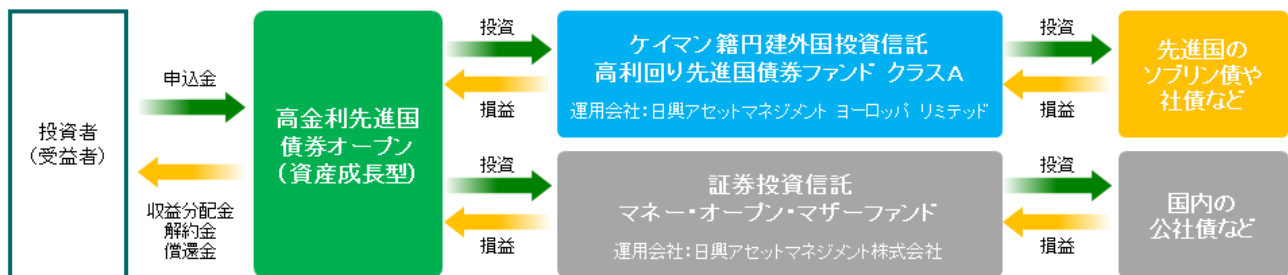 投資者
（受益者）
申込金
収益分配金
解約金
償還金
高金利先進国
債券オープン
（資産成長型）
投資
損益
ケイマン籍円建外国投資信託
高利回り先進国債券ファンド クラスA
運用会社：日興アセットマネジメント ヨーロッパ リミテッド
投資
損益
先進国の
ソブリン債や
社債など
投資
損益
証券投資信託
マネー・オープン・マザーファンド
運用会社：日興アセットマネジメント株式会社
投資
損益
国内の
公社債など